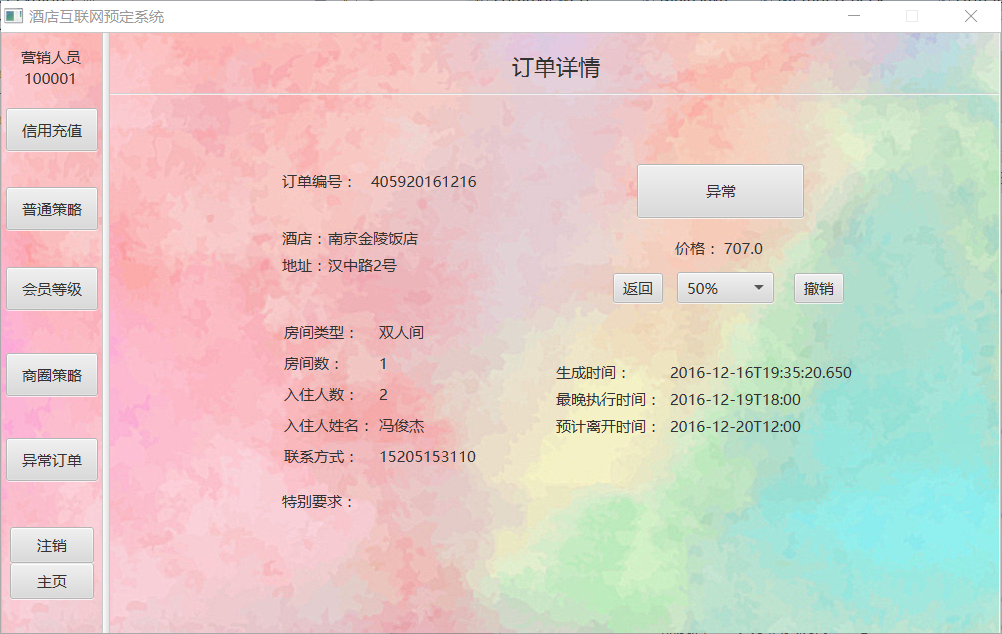 酒店互联网预定系统
营销人员
100001
信用充值
普通策略
会员等级
商圈策略
异常订单
注销
主页
订单详情
订单编号： 405920161216
酒店：南京金陵饭店
地址：汉中路2号
异常
价格： 707.0
返回 50% 撤销
房间类型： 双人间
房间数： 1
入住人数： 2
入住人姓名： 冯俊杰
联系方式： 15205153110
特别要求：
生成时间： 2016-12-16T19:35:20.650
最晚执行时间： 2016-12-19T18:00
预计离开时间： 2016-12-20T12:00